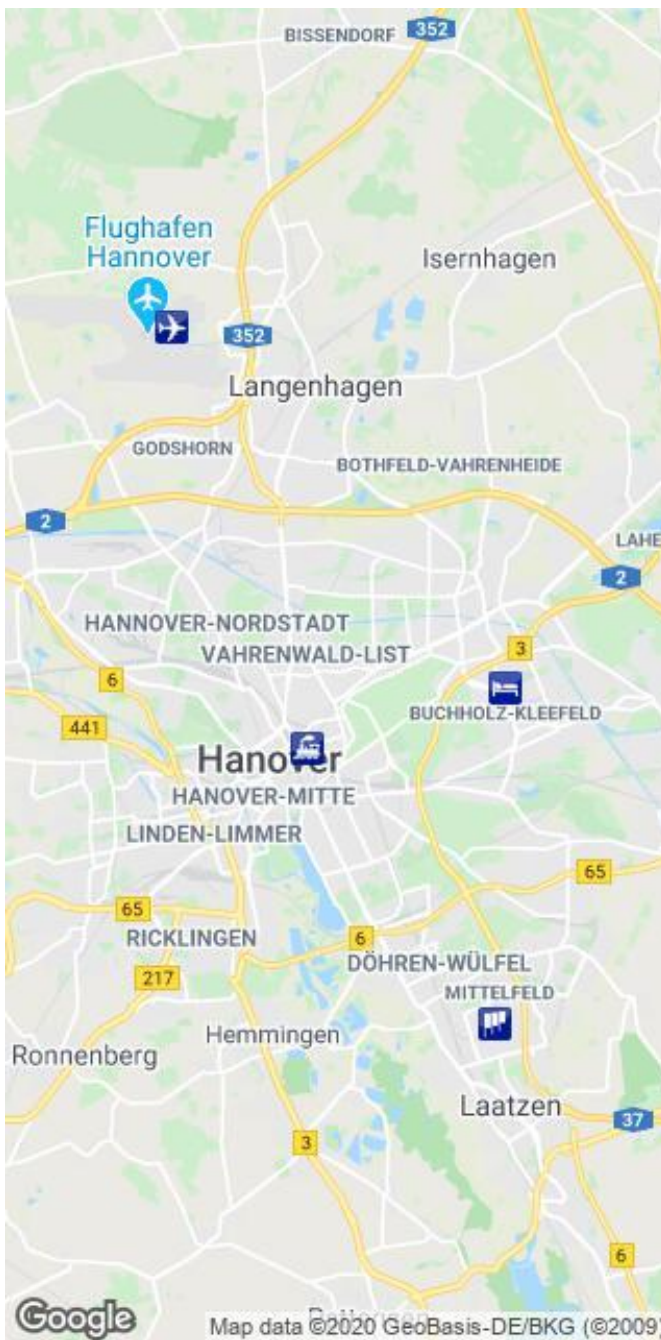 BISSENDORF
352
Flughafen
Hannover
Isernhagen
352
Langenhagen
GODSHORN
BOTHFELD-VAHRENHEIDE
2
LAHE
2
HANNOVER-NORDSTADT
3
VAHRENWALD-LIST
6
BUCHHOLZ-KLEEFELD
441
Hanover
HANOVER-MITTE
LINDEN-LIMMER
65
65
RICKLINGEN
6
DÖHREN-WÜLFEL
217
MITTELFELD
Hemmingen
Ronnenberg
Laatzen
37
3
6
Google
Map data ©2020 GeoBasis-DE/BKG (©2009)